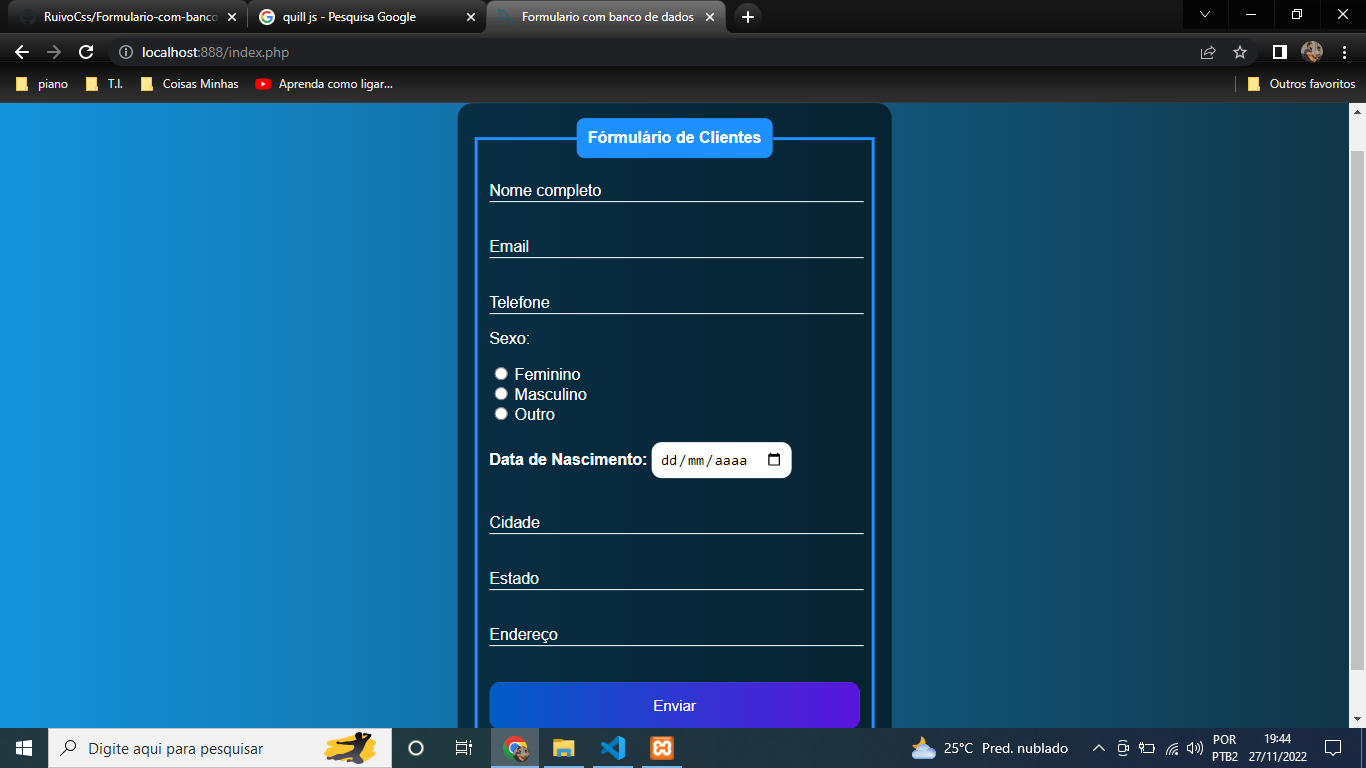 RuivoCss/Formulario-com-banco
quill js - Pesquisa Google
Formulario com banco de dados
localhost:888/index.php
piano
T.I.
Coisas Minhas
Aprenda como ligar...
Outros favoritos
Fórmulário de Clientes
Nome completo
Email
Telefone
Sexo:
Feminino
Masculino
Outro
Data de Nascimento: dd/mm/aaaa
Cidade
Estado
Endereço
Enviar
Digite aqui para pesquisar
25°C Pred. nublado
POR
PTB2
19:44
27/11/2022